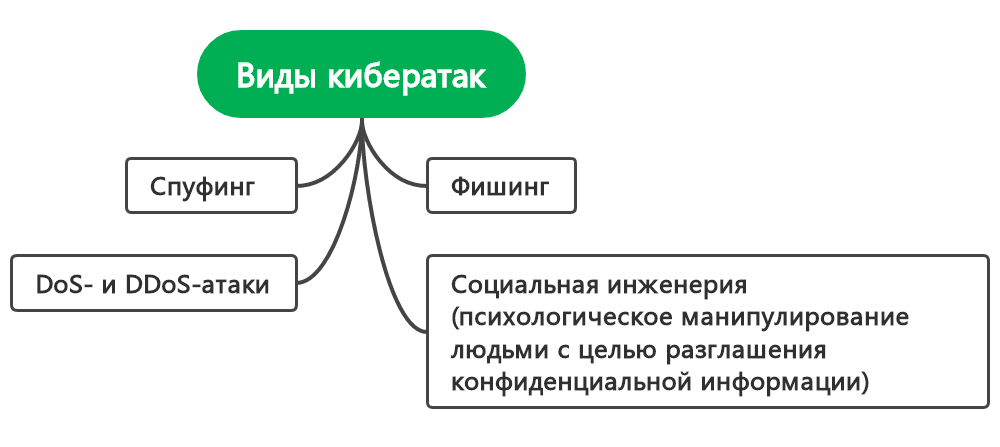 Виды кибератак
Спуфинг
Фишинг
DoS- и DDoS-атаки
Социальная инженерия
(психологическое манипулирование
людьми с целью разглашения
конфиденциальной информации)